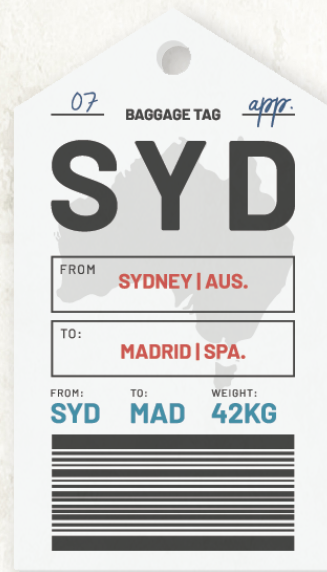 07 BAGGAGE TAG app.
SYD
FROM SYDNEY | AUS.
TO: MADRID | SPA.
FROM: TO: WEIGHT:
SYD MAD 42KG